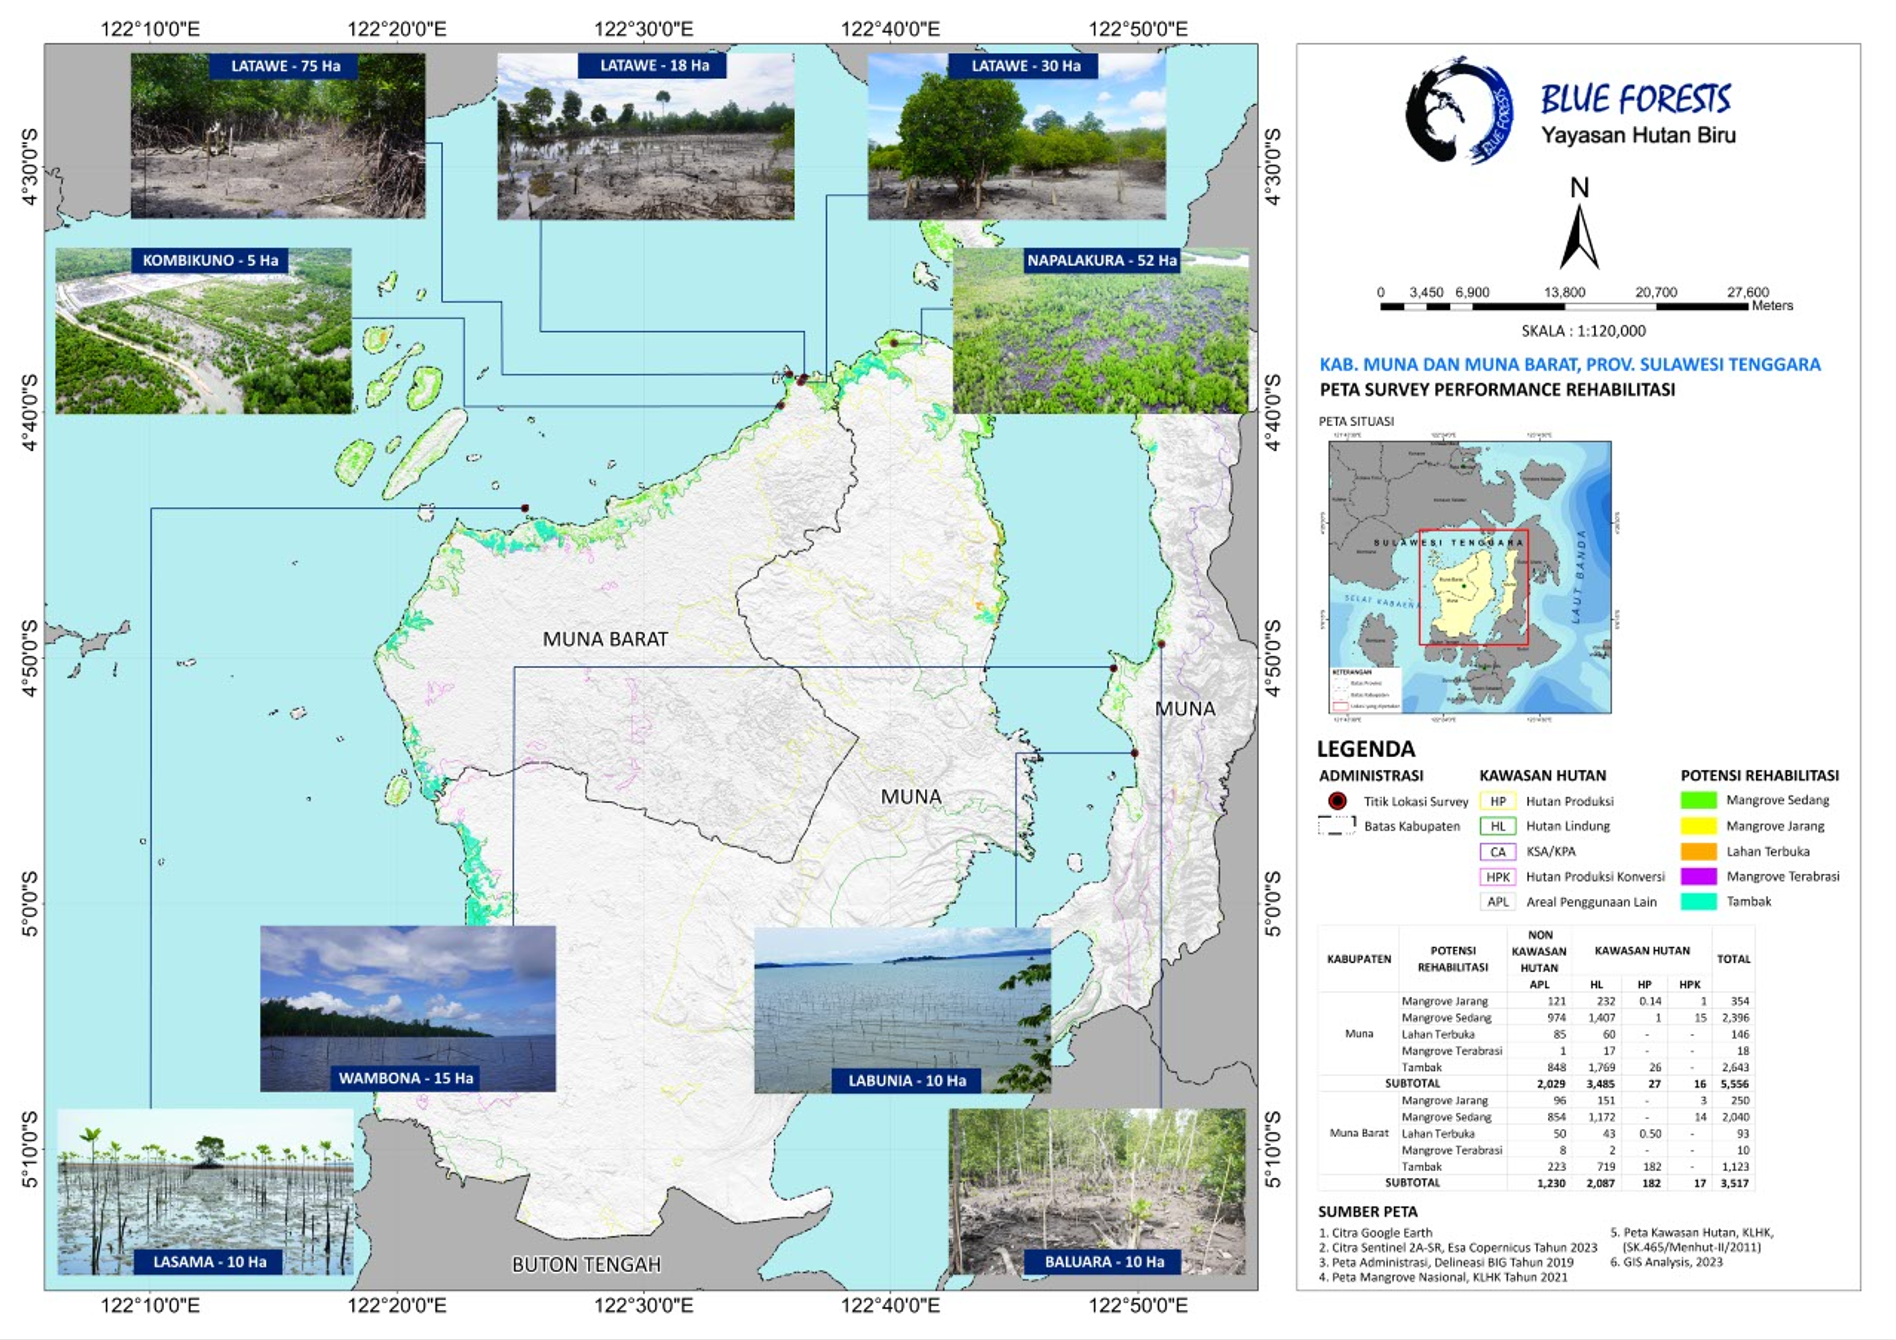 122°10'0"E 122°20'0"E 122°30'0"E 122°40'0"E 122°50'0"E
LATAWE - 75 Ha
LATAWE - 18 Ha
LATAWE - 30 Ha
KOMBIKUNO - 5 Ha
NAPALAKURA - 52 Ha
4°30'0"S
4°40'0"S
4°50'0"S
5°0'0"S
5°10'0"S
4°30'0"S
4°40'0"S
4°50'0"S
5°0'0"S
5°10'0"S
MUNA BARAT
MUNA
MUNA
WAMBONA - 15 Ha
LABUNIA - 10 Ha
LASAMA - 10 Ha
BALUARA - 10 Ha
BUTON TENGAH
122°10'0"E 122°20'0"E 122°30'0"E 122°40'0"E 122°50'0"E
BLUE FORESTS
BLUE FORESTS
Yayasan Hutan Biru
N
0 3,450 6,900 13,800 20,700 27,600
Meters
SKALA : 1:120,000
KAB. MUNA DAN MUNA BARAT, PROV. SULAWESI TENGGARA
PETA SURVEY PERFORMANCE REHABILITASI
PETA SITUASI
SULAWESI TENGGARA
SELAT KABAENA
LAUT BANDA
Muna Barat
Muna
KETERANGAN
Batas Provinsi
Batas Kabupaten
Lokasi yang dipetakan
LEGENDA
ADMINISTRASI
Titik Lokasi Survey
Batas Kabupaten
KAWASAN HUTAN
HP Hutan Produksi
HL Hutan Lindung
CA KSA/KPA
HPK Hutan Produksi Konversi
APL Areal Penggunaan Lain
POTENSI REHABILITASI
Mangrove Sedang
Mangrove Jarang
Lahan Terbuka
Mangrove Terabrasi
Tambak
KABUPATEN POTENSI REHABILITASI NON KAWASAN HUTAN KAWASAN HUTAN TOTAL
APL HL HP HPK
Mangrove Jarang 121 232 0.14 1 354
Mangrove Sedang 974 1,407 1 15 2,396
Muna Lahan Terbuka 85 60 - - 146
Mangrove Terabrasi 1 17 - - 18
Tambak 848 1,769 26 - 2,643
SUBTOTAL 2,029 3,485 27 16 5,556
Mangrove Jarang 96 151 - 3 250
Mangrove Sedang 854 1,172 - 14 2,040
Muna Barat Lahan Terbuka 50 43 0.50 - 93
Mangrove Terabrasi 8 2 - - 10
Tambak 223 719 182 - 1,123
SUBTOTAL 1,230 2,087 182 17 3,517
SUMBER PETA
1. Citra Google Earth
2. Citra Sentinel 2A-SR, Esa Copernicus Tahun 2023
3. Peta Administrasi, Delineasi BIG Tahun 2019
4. Peta Mangrove Nasional, KLHK Tahun 2021
5. Peta Kawasan Hutan, KLHK,
(SK.465/Menhut-II/2011)
6. GIS Analysis, 2023